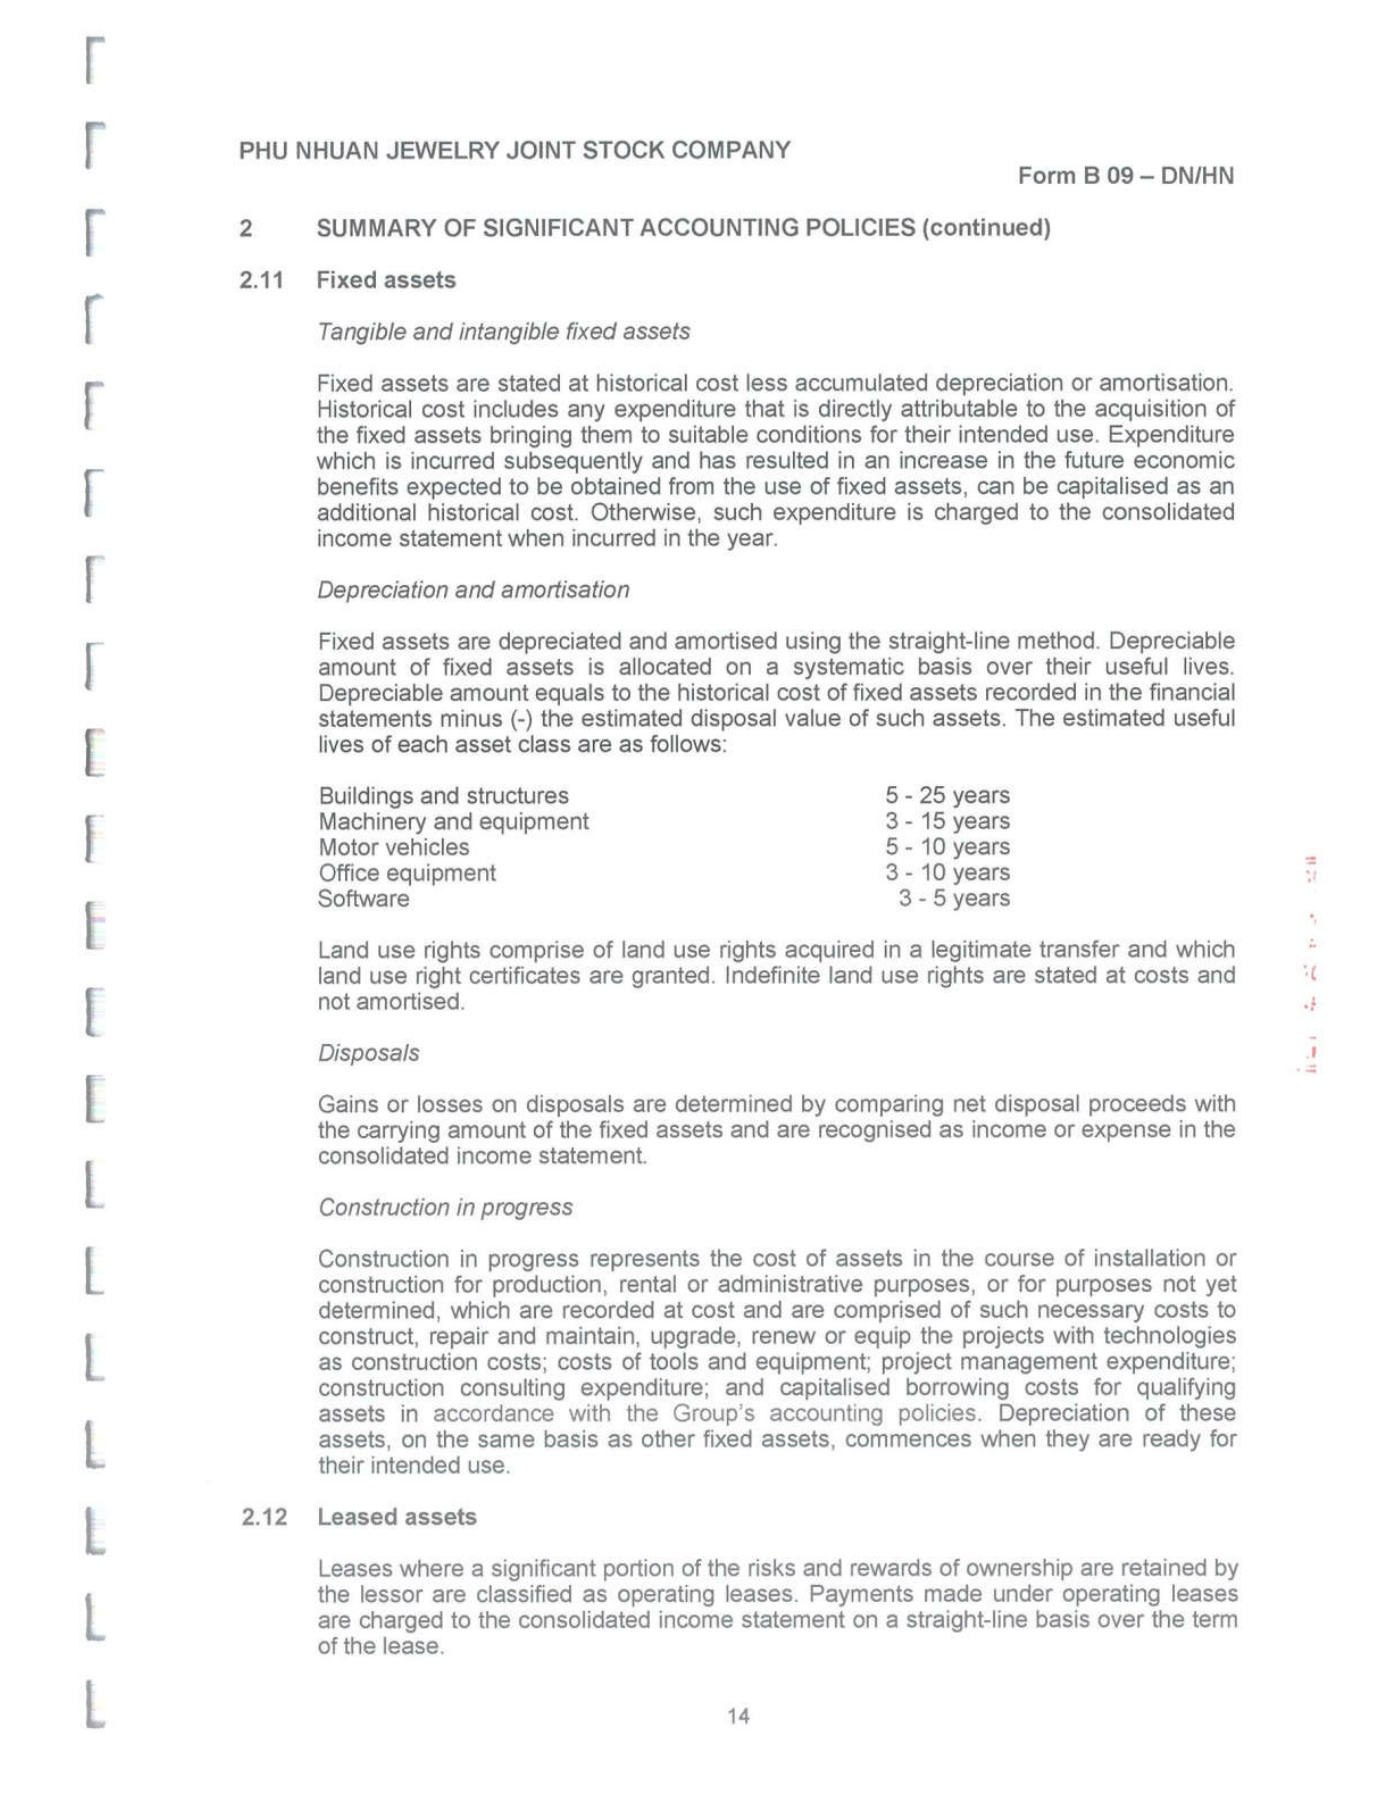 PHU NHUAN JEWELRY JOINT STOCK COMPANY
Form B 09 – DN/HN
2 SUMMARY OF SIGNIFICANT ACCOUNTING POLICIES (continued)
2.11 Fixed assets
Tangible and intangible fixed assets
Fixed assets are stated at historical cost less accumulated depreciation or amortisation.
Historical cost includes any expenditure that is directly attributable to the acquisition of
the fixed assets bringing them to suitable conditions for their intended use. Expenditure
which is incurred subsequently and has resulted in an increase in the future economic
benefits expected to be obtained from the use of fixed assets, can be capitalised as an
additional historical cost. Otherwise, such expenditure is charged to the consolidated
income statement when incurred in the year.
Depreciation and amortisation
Fixed assets are depreciated and amortised using the straight-line method. Depreciable
amount of fixed assets is allocated on a systematic basis over their useful lives.
Depreciable amount equals to the historical cost of fixed assets recorded in the financial
statements minus (-) the estimated disposal value of such assets. The estimated useful
lives of each asset class are as follows:
Buildings and structures 5 - 25 years
Machinery and equipment 3 - 15 years
Motor vehicles 5 - 10 years
Office equipment 3 - 10 years
Software 3 - 5 years
Land use rights comprise of land use rights acquired in a legitimate transfer and which
land use right certificates are granted. Indefinite land use rights are stated at costs and
not amortised.
Disposals
Gains or losses on disposals are determined by comparing net disposal proceeds with
the carrying amount of the fixed assets and are recognised as income or expense in the
consolidated income statement.
Construction in progress
Construction in progress represents the cost of assets in the course of installation or
construction for production, rental or administrative purposes, or for purposes not yet
determined, which are recorded at cost and are comprised of such necessary costs to
construct, repair and maintain, upgrade, renew or equip the projects with technologies
as construction costs; costs of tools and equipment; project management expenditure;
construction consulting expenditure; and capitalised borrowing costs for qualifying
assets in accordance with the Group's accounting policies. Depreciation of these
assets, on the same basis as other fixed assets, commences when they are ready for
their intended use.
2.12 Leased assets
Leases where a significant portion of the risks and rewards of ownership are retained by
the lessor are classified as operating leases. Payments made under operating leases
are charged to the consolidated income statement on a straight-line basis over the term
of the lease.
14